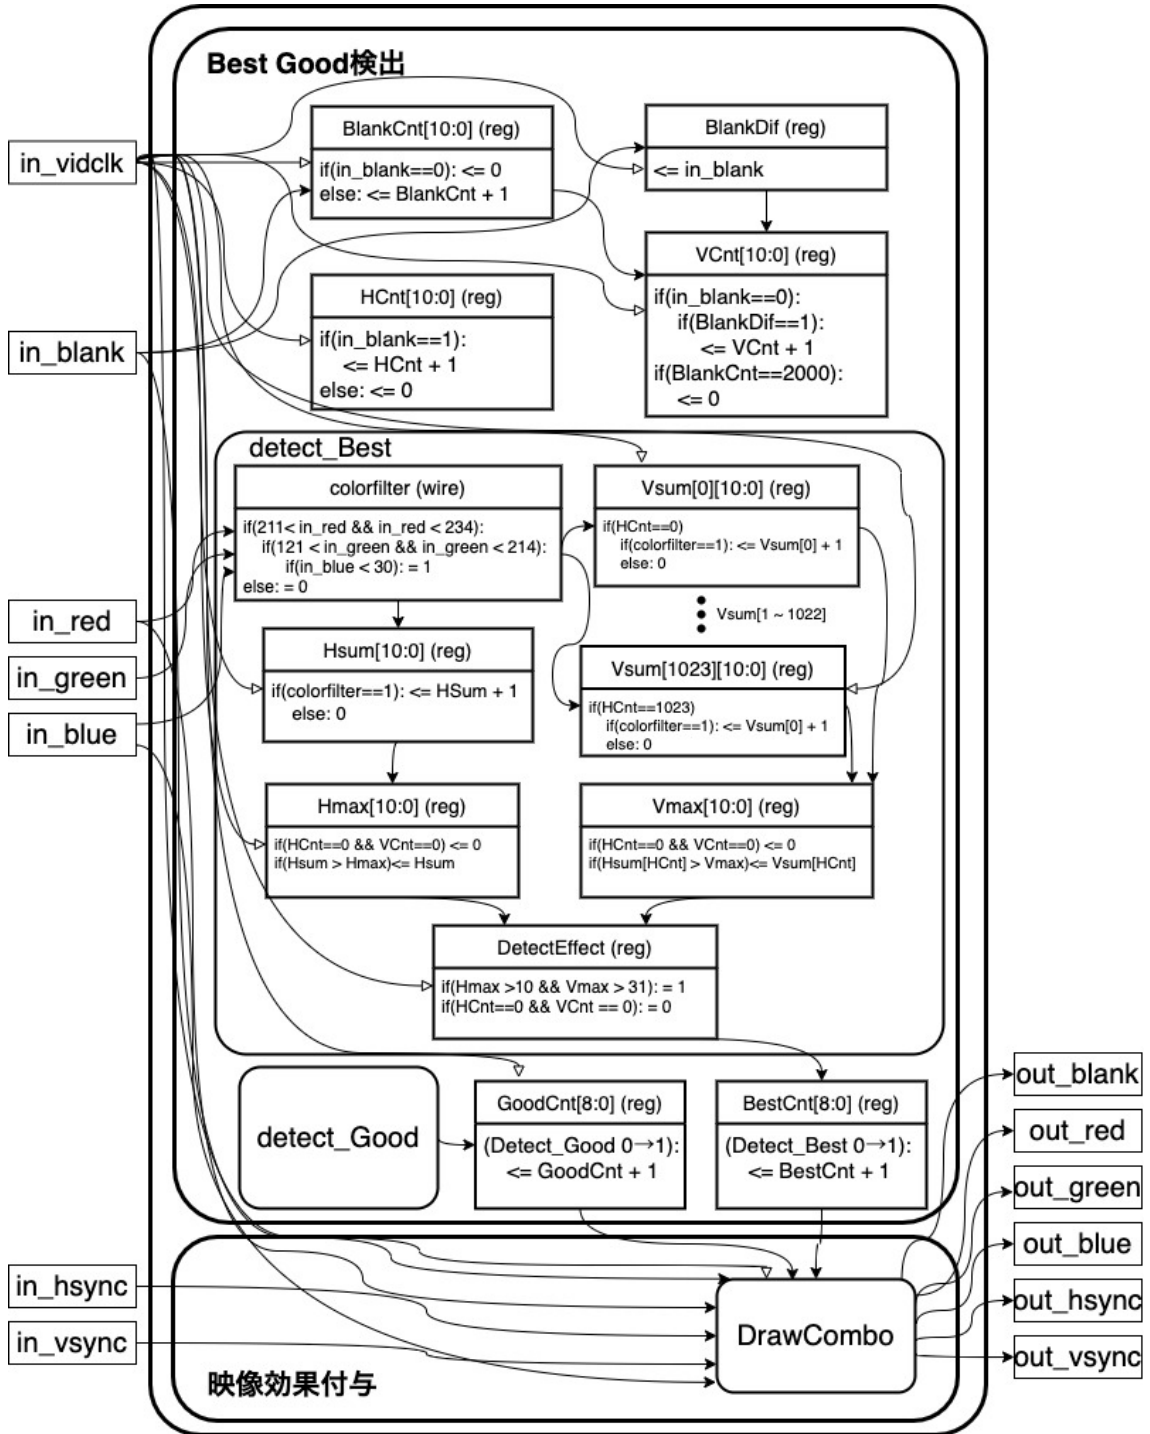 Best Good検出
in_vidclk
BlankCnt[10:0] (reg)
if(in_blank==0): <= 0
else: <= BlankCnt + 1
BlankDif (reg)
<= in_blank
VCnt[10:0] (reg)
if(in_blank==0):
if(BlankDif==1):
<= VCnt + 1
if(BlankCnt==2000):
<= 0
HCnt[10:0] (reg)
if(in_blank==1):
<= HCnt + 1
else: <= 0
in_blank
detect_Best
colorfilter (wire)
if(211< in_red && in_red < 234):
if(121 < in_green && in_green < 214):
if(in_blue < 30): = 1
else: = 0
Vsum[0][10:0] (reg)
if(HCnt==0)
if(colorfilter==1): <= Vsum[0] + 1
else: 0
Vsum[1 ~ 1022]
in_red
in_green
in_blue
Hsum[10:0] (reg)
if(colorfilter==1): <= HSum + 1
else: 0
Vsum[1023][10:0] (reg)
if(HCnt==1023)
if(colorfilter==1): <= Vsum[0] + 1
else: 0
Hmax[10:0] (reg)
if(HCnt==0 && VCnt==0) <= 0
if(Hsum > Hmax)<= Hsum
Vmax[10:0] (reg)
if(HCnt==0 && VCnt==0) <= 0
if(Hsum[HCnt] > Vmax)<= Vsum[HCnt]
DetectEffect (reg)
if(Hmax >10 && Vmax > 31): = 1
if(HCnt==0 && VCnt == 0): = 0
detect_Good
GoodCnt[8:0] (reg)
(Detect_Good 0→1):
<= GoodCnt + 1
BestCnt[8:0] (reg)
(Detect_Best 0→1):
<= BestCnt + 1
out_blank
out_red
out_green
out_blue
out_hsync
out_vsync
in_hsync
in_vsync
DrawCombo
映像効果付与